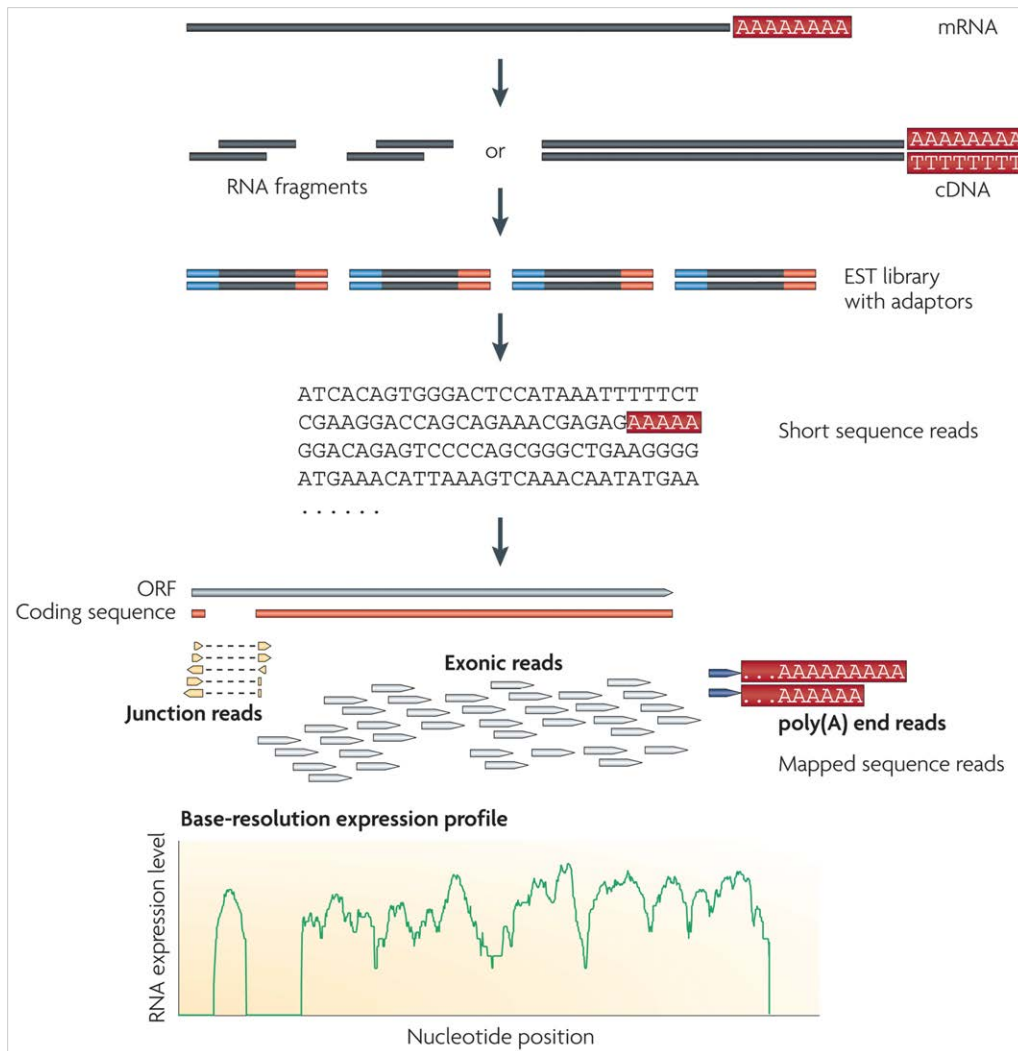 AAAAAAAA
mRNA
AAAAAAAA
or
TTTTTTTT
RNA fragments
cDNA
EST library
with adaptors
ATCACAGTGGGACTCCATAAATTTTTCT
CGAAGGACCAGCAGAAACGAGAGAAAAA
Short sequence reads
GGACAGAGTCCCCAGCGGGCTGAAGGGG
ATGAAACATTAAAGTCAAACAATATGAA
. . . . . .
ORF
Coding sequence
Exonic reads
...AAAAAAAAA
...AAAAAA
Junction reads
poly(A) end reads
Mapped sequence reads
Base-resolution expression profile
RNA expression level
Nucleotide position